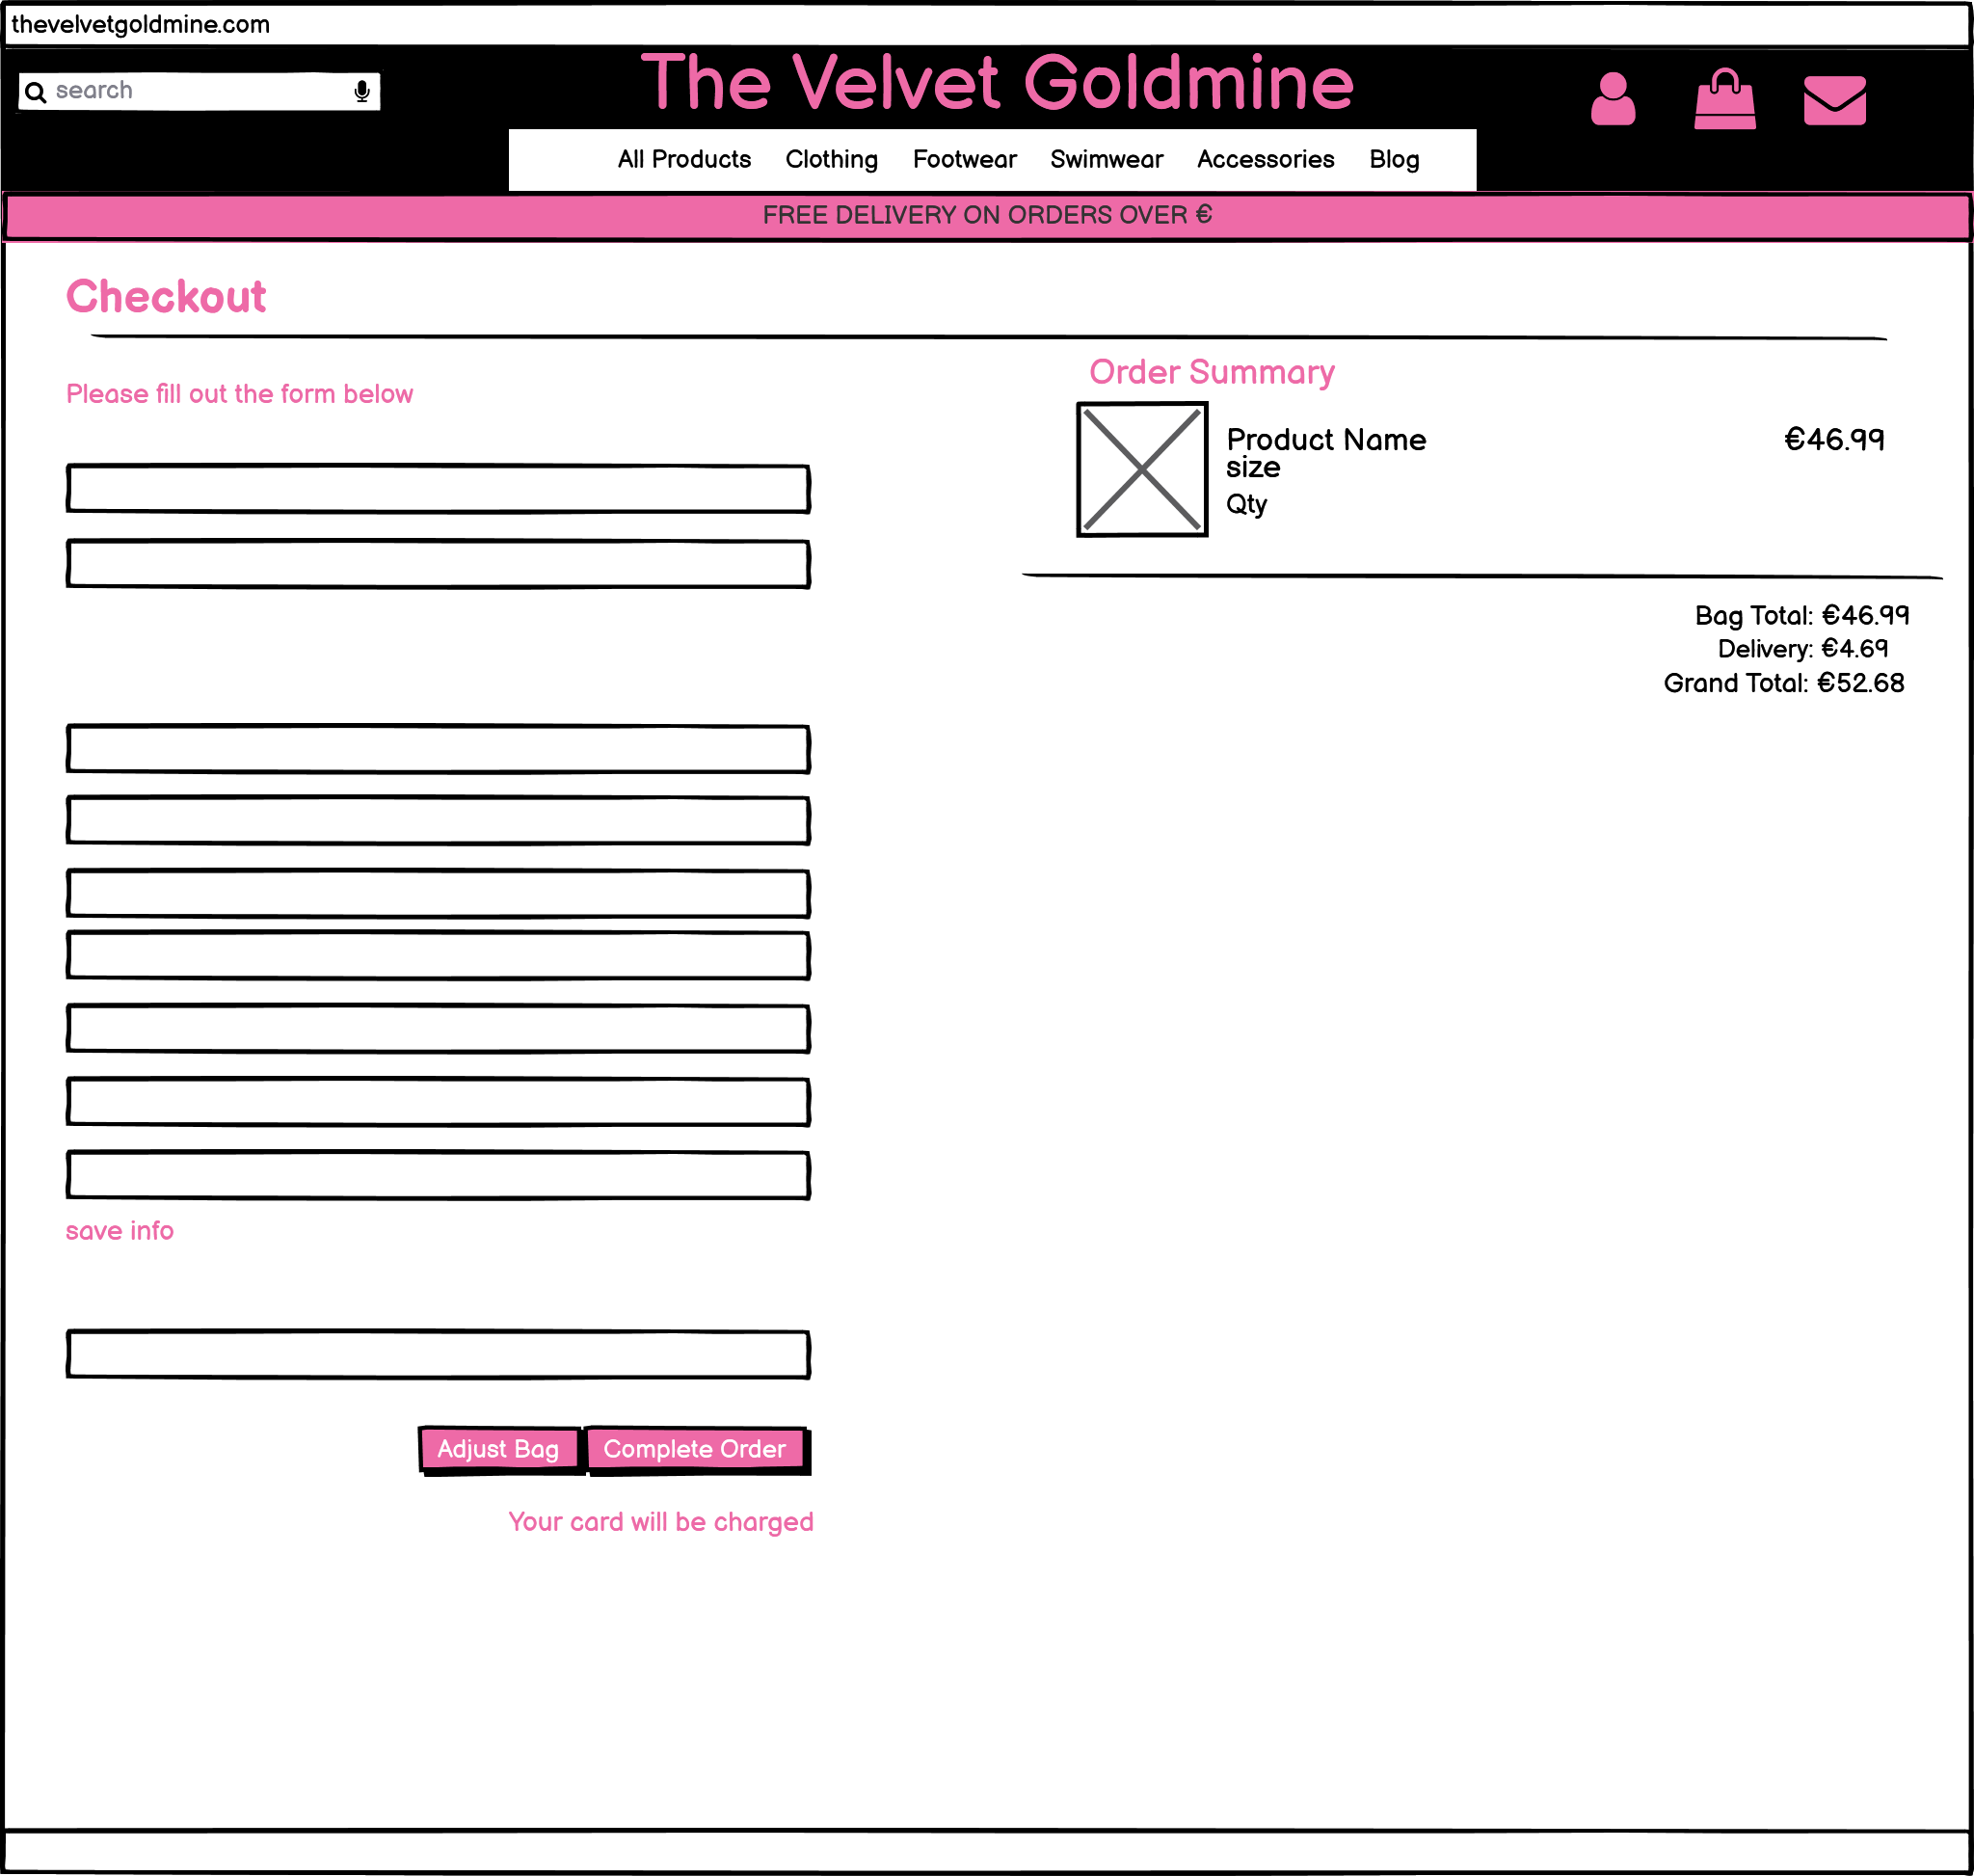 thevelvetgoldmine.com
The Velvet Goldmine
search
All Products Clothing Footwear Swimwear Accessories Blog
FREE DELIVERY ON ORDERS OVER €
Checkout
Please fill out the form below
Order Summary
Product Name €46.99
size
Qty
Bag Total: €46.99
Delivery: €4.69
Grand Total: €52.68
save info
Adjust Bag Complete Order
Your card will be charged